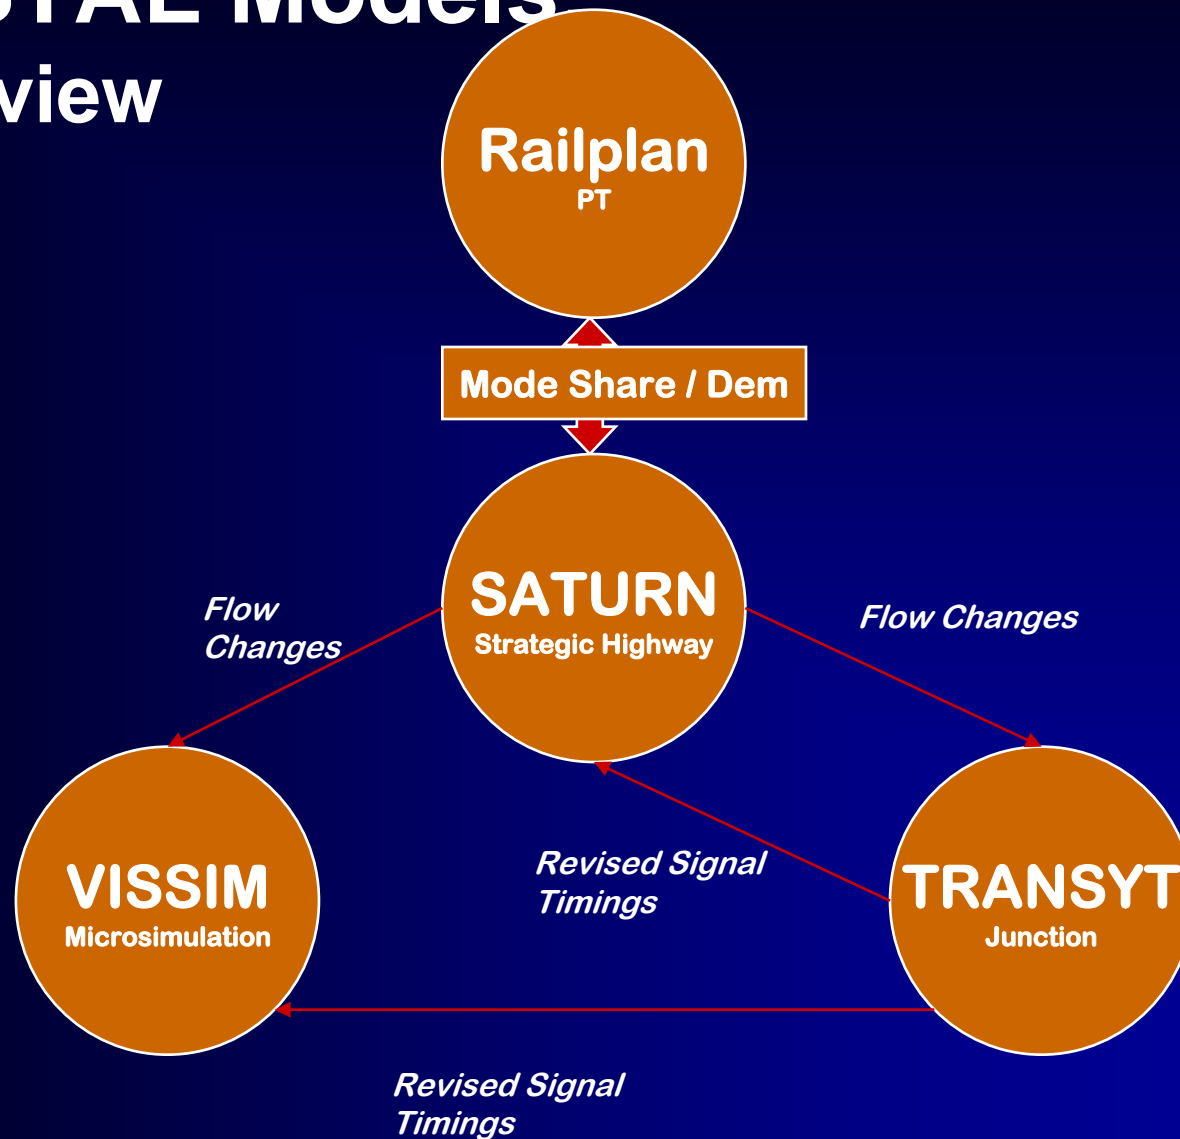 Models
view
Railplan
PT
Mode Share / Dem
SATURN
Strategic Highway
Flow
Changes
Flow Changes
Revised Signal
Timings
VISSIM
Microsimulation
TRANSYT
Junction
Revised Signal
Timings